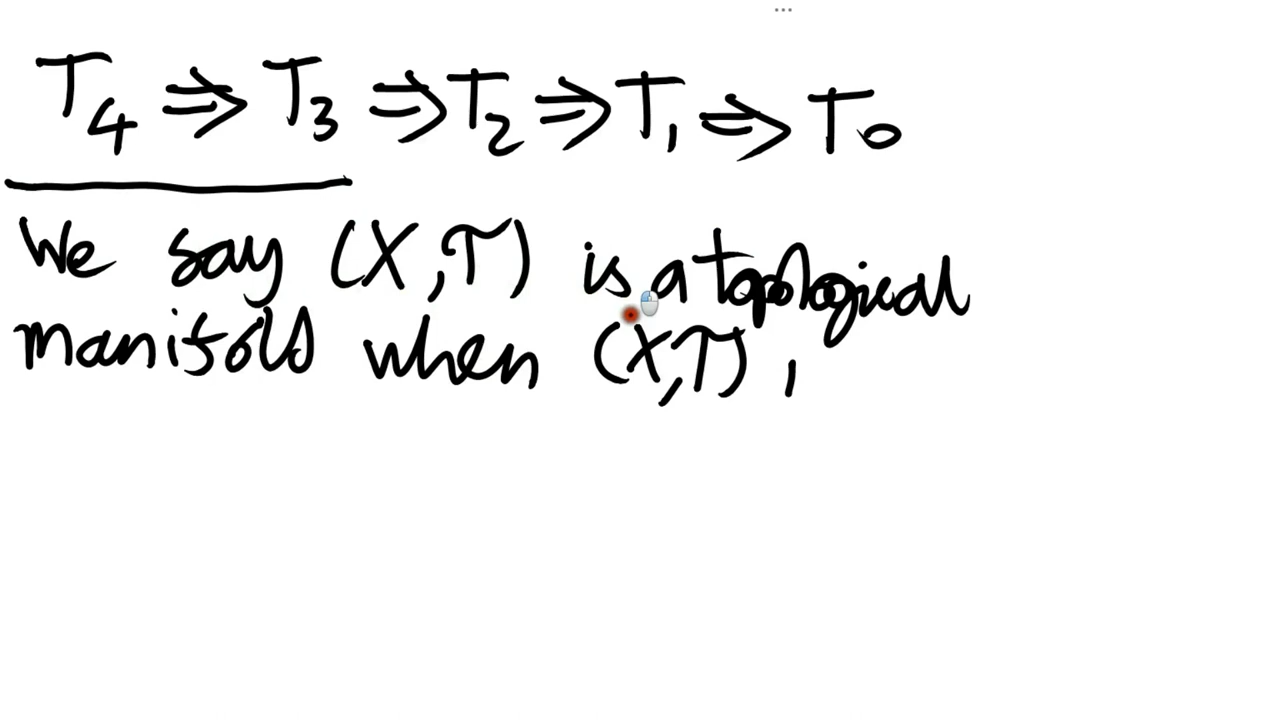 T₄ ⇒ T₃ ⇒ T₂ ⇒ T₁ ⇒ T₀
We say (X,𝒯) is a topological
manifold when (X,𝒯),